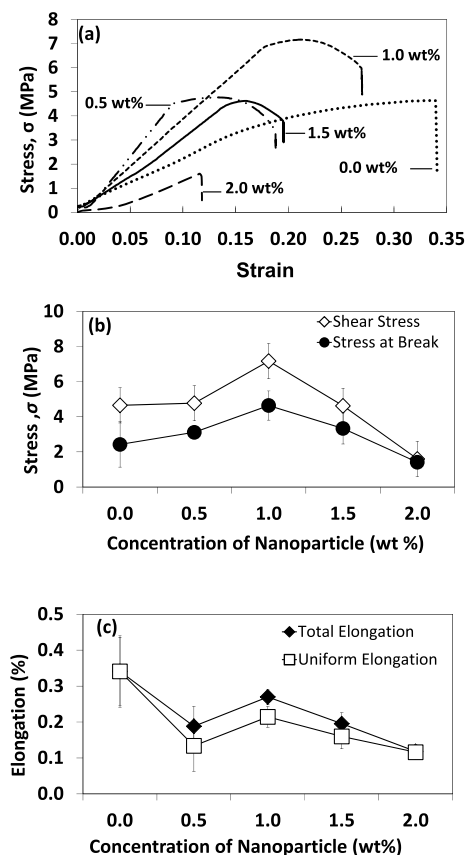 (a)
8
7
6
5
4
3
2
1
0
Stress, σ (MPa)
1.0 wt%
0.5 wt%
1.5 wt%
0.0 wt%
2.0 wt%
0.00 0.05 0.10 0.15 0.20 0.25 0.30 0.35 0.40
Strain
(b)
10
8
6
4
2
0
Stress ,σ (MPa)
Shear Stress
Stress at Break
0.0 0.5 1.0 1.5 2.0
Concentration of Nanoparticle (wt %)
(c)
0.5
0.4
0.3
0.2
0.1
0.0
Elongation (%)
Total Elongation
Uniform Elongation
0.0 0.5 1.0 1.5 2.0
Concentration of Nanoparticle (wt%)